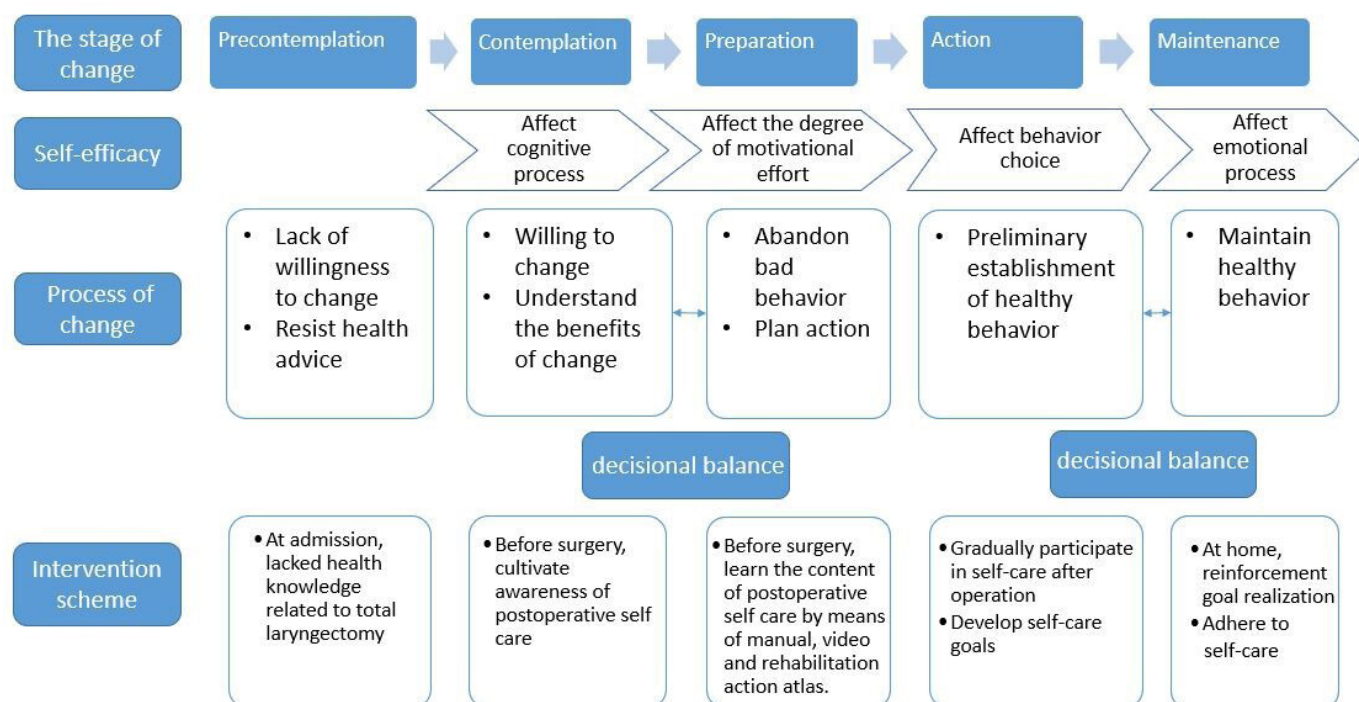 The stage of
change
Precontemplation
Contemplation
Preparation
Action
Maintenance
Self-efficacy
Affect
cognitive
process
Affect the degree
of motivational
effort
Affect behavior
choice
Affect
emotional
process
Process of
change
• Lack of
willingness
to change
• Resist health
advice
• Willing to
change
• Understand
the benefits
of change
• Abandon
bad
behavior
• Plan action
• Preliminary
establishment
of healthy
behavior
• Maintain
healthy
behavior
decisional balance
decisional balance
Intervention
scheme
• At admission,
lacked health
knowledge
related to total
laryngectomy
• Before surgery,
cultivate
awareness of
postoperative self
care
• Before surgery,
learn the content
of postoperative
self care by means
of manual, video
and rehabilitation
action atlas.
• Gradually participate
in self-care after
operation
• Develop self-care
goals
• At home,
reinforcement
goal realization
• Adhere to
self-care